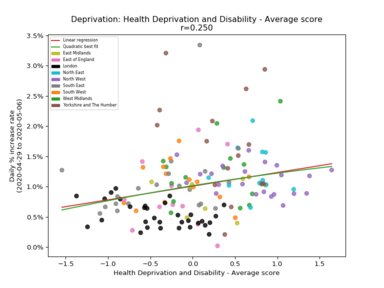 Deprivation: Health Deprivation and Disability - Average score
r=0.250
3.5%
3.0%
2.5%
2.0%
1.5%
1.0%
0.5%
0.0%
Daily % increase rate
(2020-04-29 to 2020-05-06)
Linear regression
Quadratic best fit
East Midlands
East of England
London
North East
North West
South East
South West
West Midlands
Yorkshire and The Humber
−1.5
−1.0
−0.5
0.0
0.5
1.0
1.5
Health Deprivation and Disability - Average score